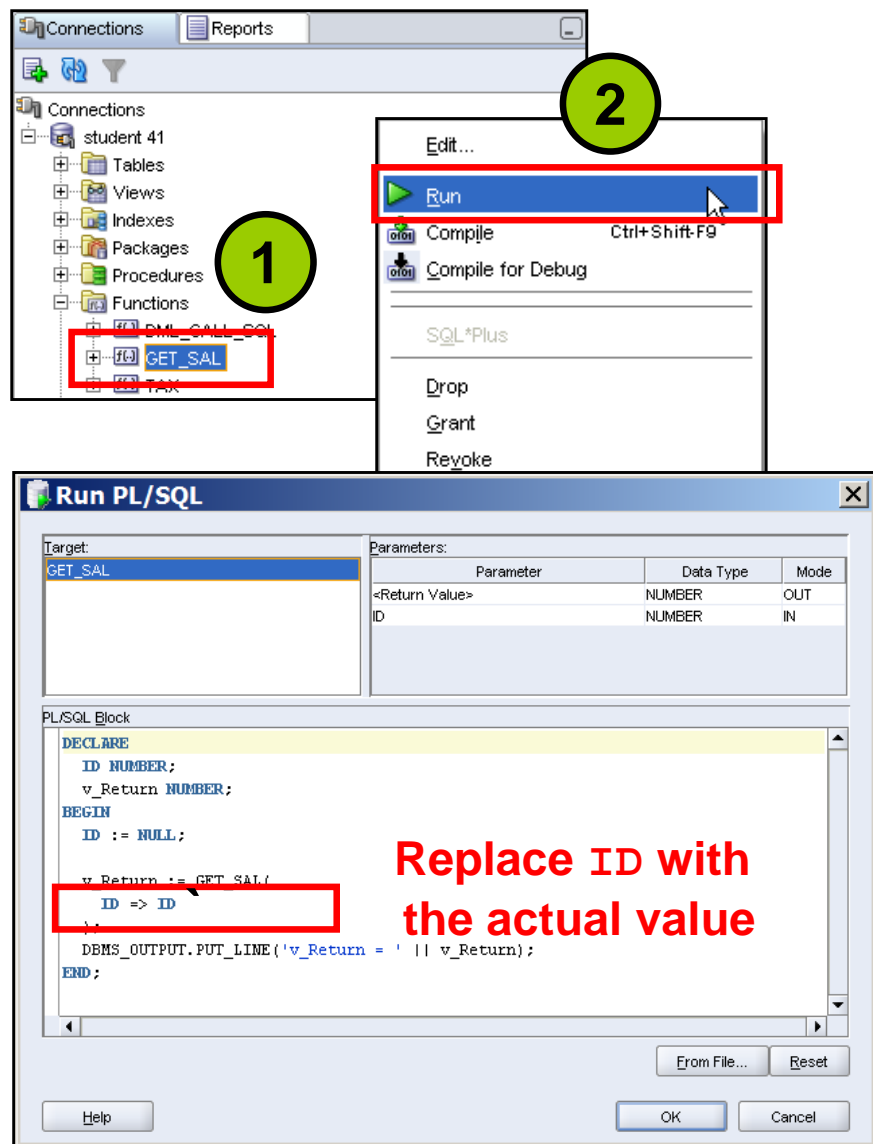 Connections
Reports
Connections
student 41
Tables
Views
Indexes
Packages
Procedures
Functions
DML_CALL_SQL
GET_SAL
TAX
1
2
Edit...
Run
Compile Ctrl+Shift-F9
Compile for Debug
SQL*Plus
Drop
Grant
Revoke
Run PL/SQL
Target:
GET_SAL
Parameters:
Parameter Data Type Mode
<Return Value> NUMBER OUT
ID NUMBER IN
PL/SQL Block
DECLARE
ID NUMBER;
v_Return NUMBER;
BEGIN
ID := NULL;
v_Return := GET_SAL(
ID => ID
);
DBMS_OUTPUT.PUT_LINE('v_Return = ' || v_Return);
END;
Replace ID with
the actual value
From File... Reset
Help OK Cancel